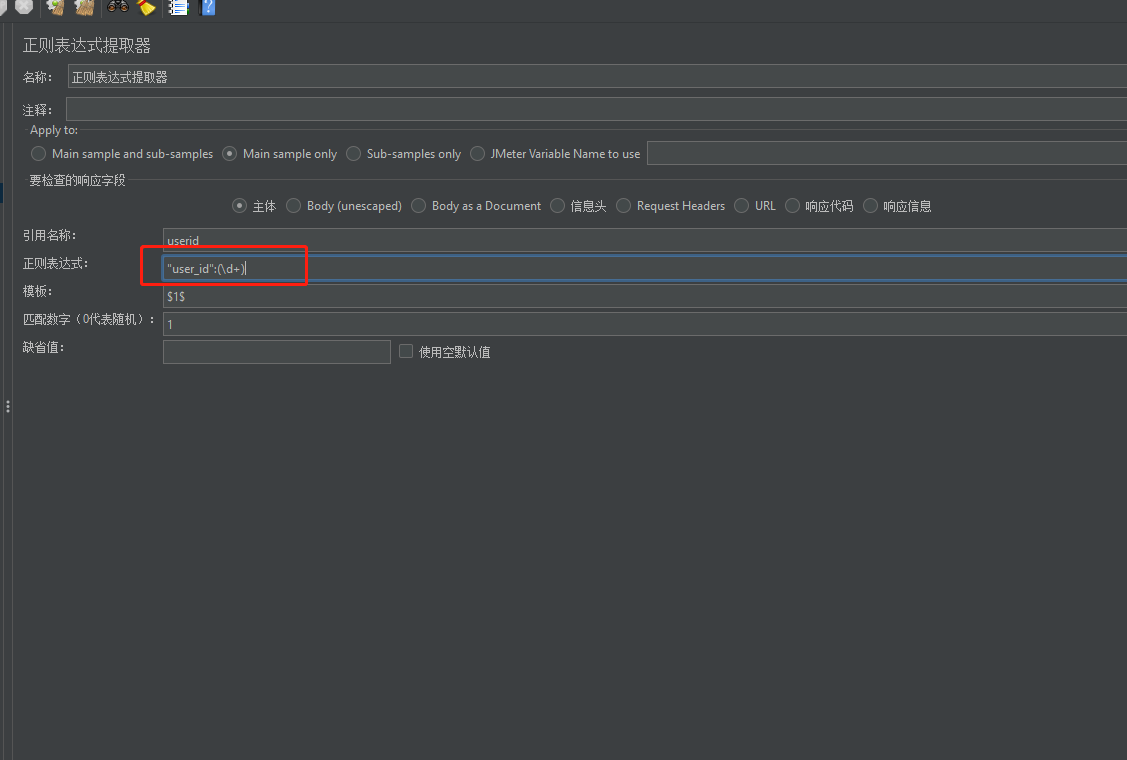 正则表达式提取器
名称： 正则表达式提取器
注释：
Apply to:
Main sample and sub-samples Main sample only Sub-samples only JMeter Variable Name to use
要检查的响应字段
主体 Body (unescaped) Body as a Document 信息头 Request Headers URL 响应代码 响应信息
引用名称： userid
正则表达式： "user_id":(\d+)
模板： $1$
匹配数字（0代表随机）： 1
缺省值： 使用空默认值